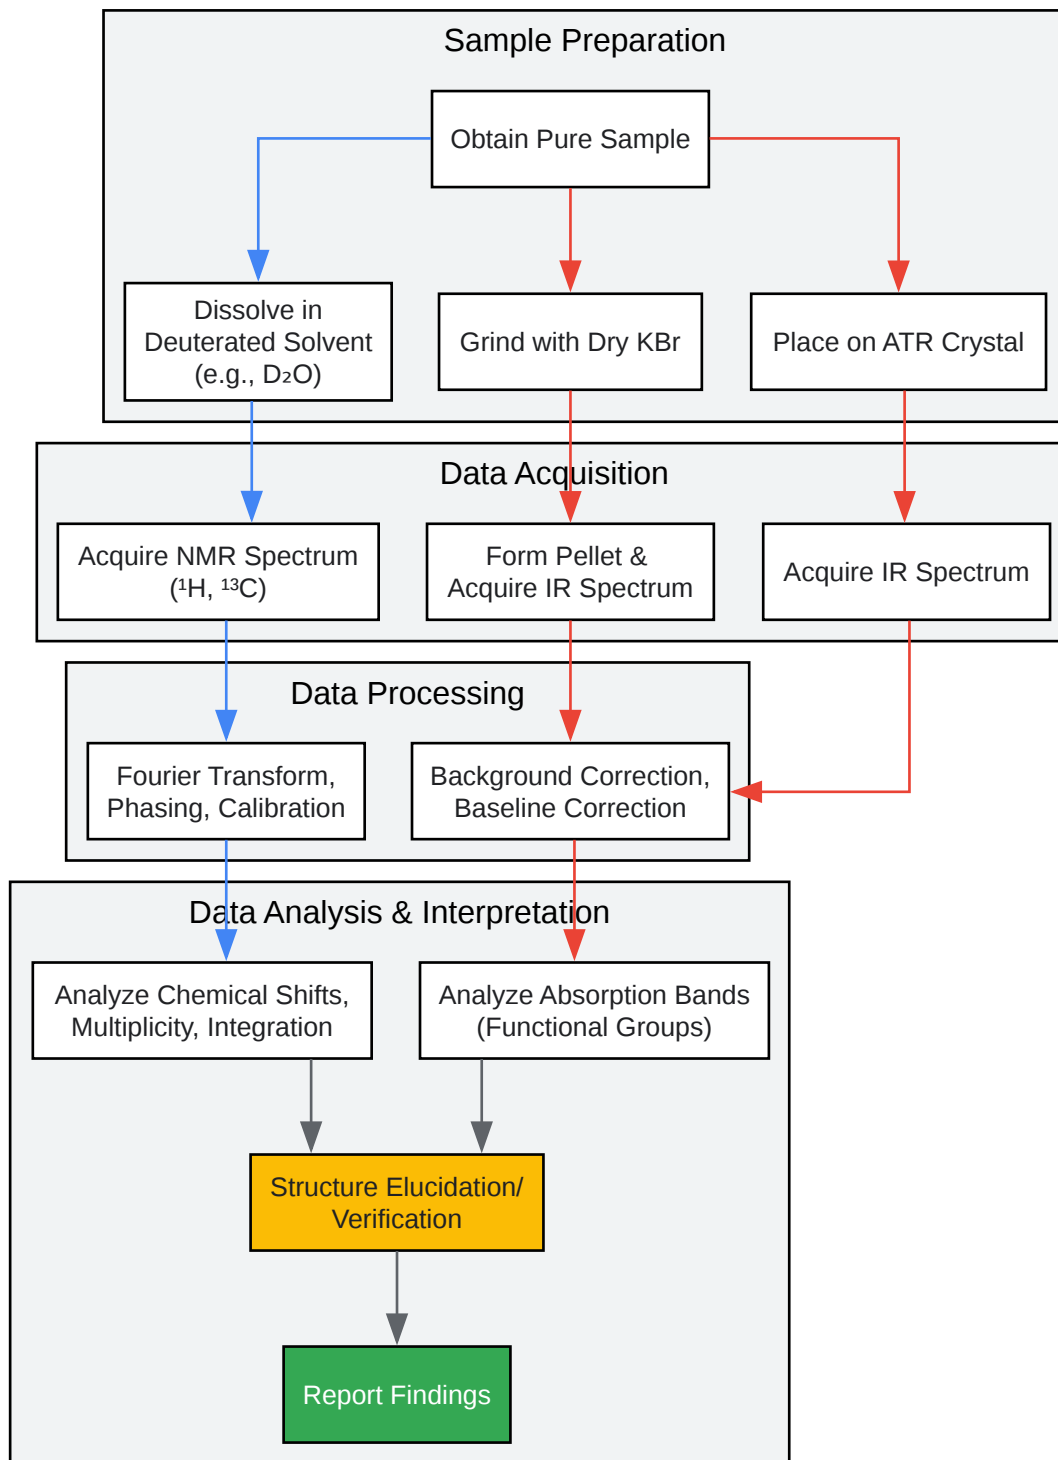 Sample Preparation
Obtain Pure Sample
Dissolve in
Deuterated Solvent
(e.g., D₂O)
Grind with Dry KBr
Place on ATR Crystal
Data Acquisition
Acquire NMR Spectrum
(¹H, ¹³C)
Form Pellet &
Acquire IR Spectrum
Acquire IR Spectrum
Data Processing
Fourier Transform,
Phasing, Calibration
Background Correction,
Baseline Correction
Data Analysis & Interpretation
Analyze Chemical Shifts,
Multiplicity, Integration
Analyze Absorption Bands
(Functional Groups)
Structure Elucidation/
Verification
Report Findings